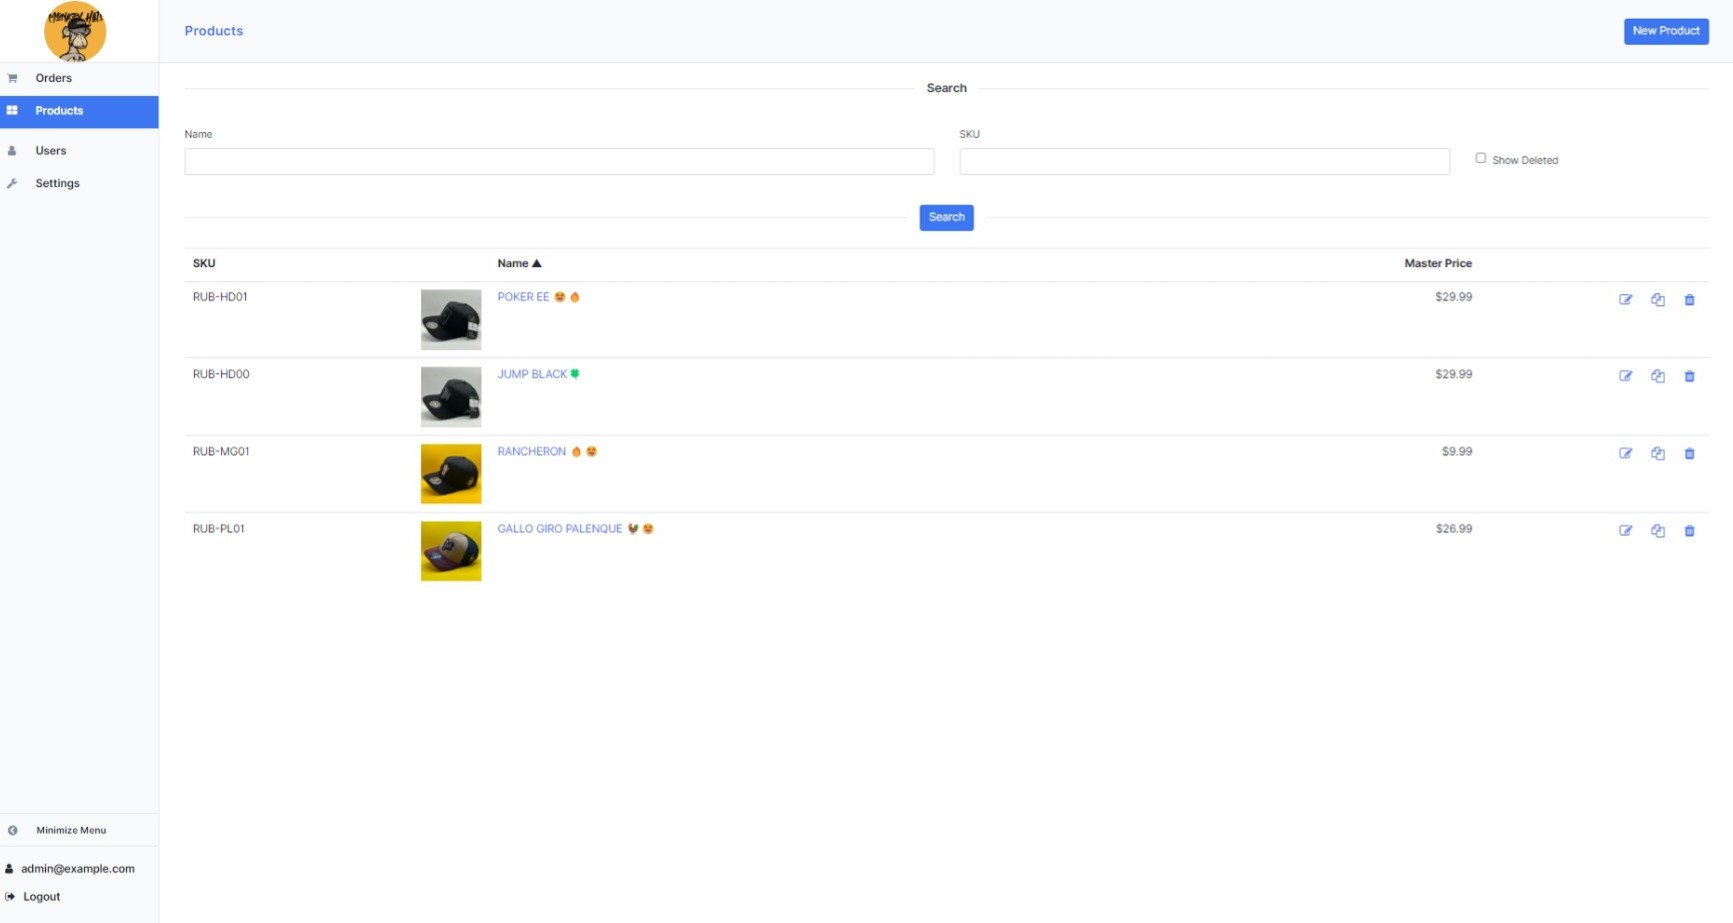 MONKEY HATS
Products
New Product
Orders
Products
Users
Settings
Search
Name
SKU
Show Deleted
Search
SKU
Name ▲
Master Price
RUB-HD01 POKER EE 🤩 🔥 $29.99
RUB-HD00 JUMP BLACK🍀 $29.99
RUB-MG01 RANCHERON 🔥 🤩 $9.99
RUB-PL01 GALLO GIRO PALENQUE 🐓 🤩 $26.99
Minimize Menu
admin@example.com
Logout